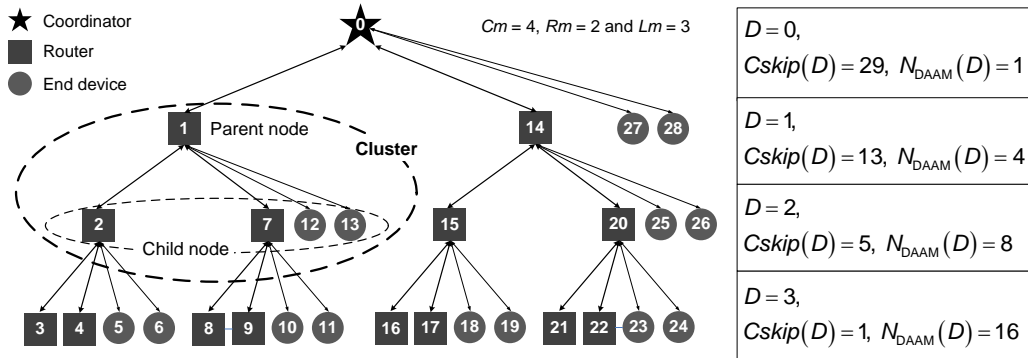 Coordinator
Router
End device
0
Cm = 4, Rm = 2 and Lm = 3
1
Parent node
14
27
28
Cluster
2
7
12
13
15
20
25
26
Child node
3
4
5
6
8
9
10
11
16
17
18
19
21
22
23
24
D = 0,
Cskip(D) = 29, N_DAAM(D) = 1
D = 1,
Cskip(D) = 13, N_DAAM(D) = 4
D = 2,
Cskip(D) = 5, N_DAAM(D) = 8
D = 3,
Cskip(D) = 1, N_DAAM(D) = 16